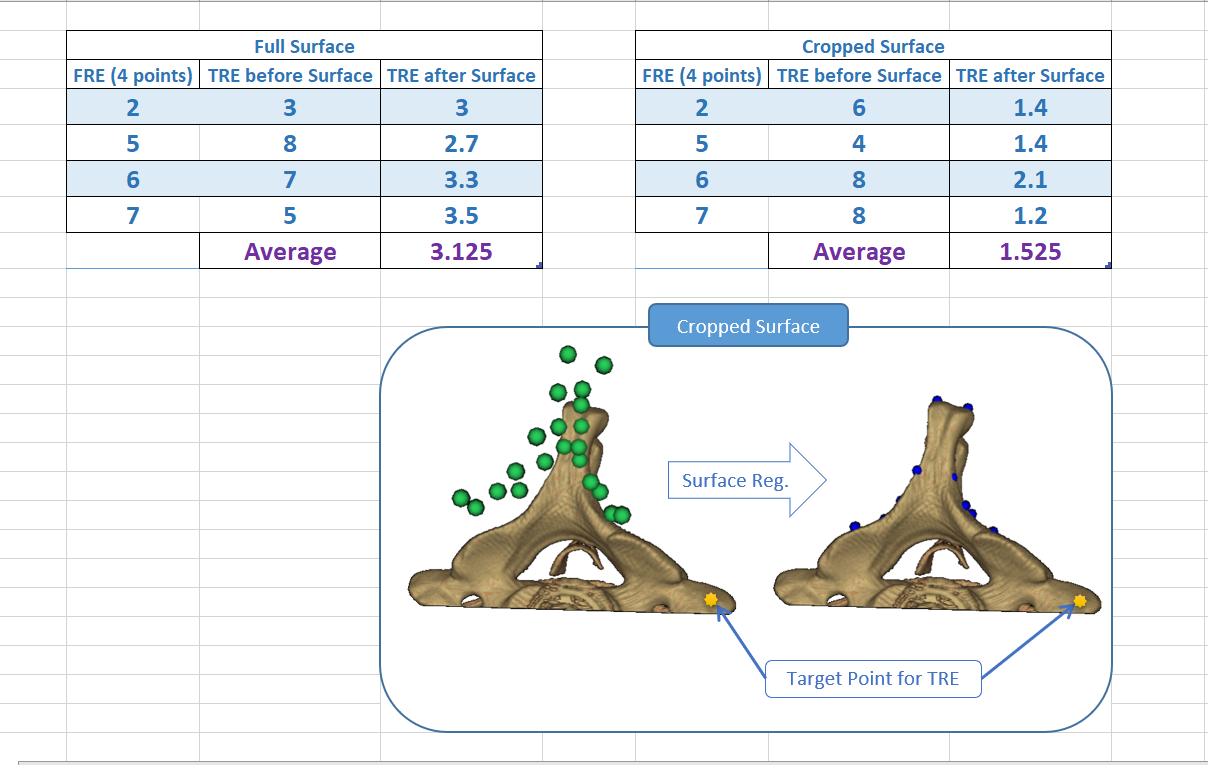 Full Surface
FRE (4 points) TRE before Surface TRE after Surface
2 3 3
5 8 2.7
6 7 3.3
7 5 3.5
Average 3.125
Cropped Surface
FRE (4 points) TRE before Surface TRE after Surface
2 6 1.4
5 4 1.4
6 8 2.1
7 8 1.2
Average 1.525
Cropped Surface
Surface Reg.
Target Point for TRE